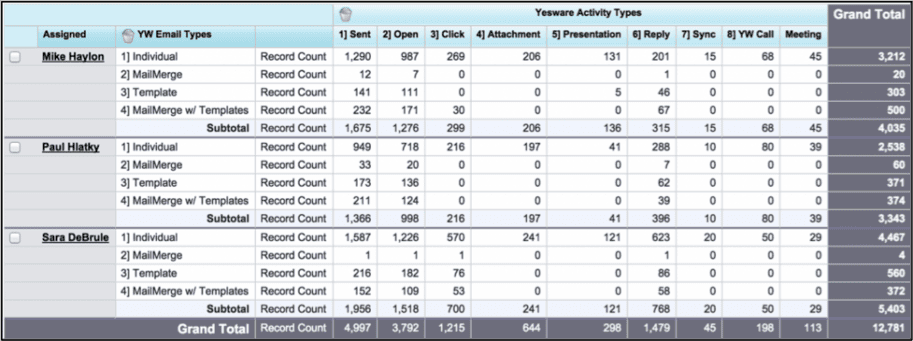 Yesware Activity Types Grand Total
Assigned YW Email Types 1] Sent 2] Open 3] Click 4] Attachment 5] Presentation 6] Reply 7] Sync 8] YW Call Meeting
Mike Haylon 1] Individual Record Count 1,290 987 269 206 131 201 15 68 45 3,212
2] MailMerge Record Count 12 7 0 0 0 1 0 0 0 20
3] Template Record Count 141 111 0 0 5 46 0 0 0 303
4] MailMerge w/ Templates Record Count 232 171 30 0 0 67 0 0 0 500
Subtotal Record Count 1,675 1,276 299 206 136 315 15 68 45 4,035
Paul Hlatky 1] Individual Record Count 949 718 216 197 41 288 10 80 39 2,538
2] MailMerge Record Count 33 20 0 0 0 7 0 0 0 60
3] Template Record Count 173 136 0 0 0 62 0 0 0 371
4] MailMerge w/ Templates Record Count 211 124 0 0 0 39 0 0 0 374
Subtotal Record Count 1,366 998 216 197 41 396 10 80 39 3,343
Sara DeBrule 1] Individual Record Count 1,587 1,226 570 241 121 623 20 50 29 4,467
2] MailMerge Record Count 1 1 1 0 0 1 0 0 0 4
3] Template Record Count 216 182 76 0 0 86 0 0 0 560
4] MailMerge w/ Templates Record Count 152 109 53 0 0 58 0 0 0 372
Subtotal Record Count 1,956 1,518 700 241 121 768 20 50 29 5,403
Grand Total Record Count 4,997 3,792 1,215 644 298 1,479 45 198 113 12,781